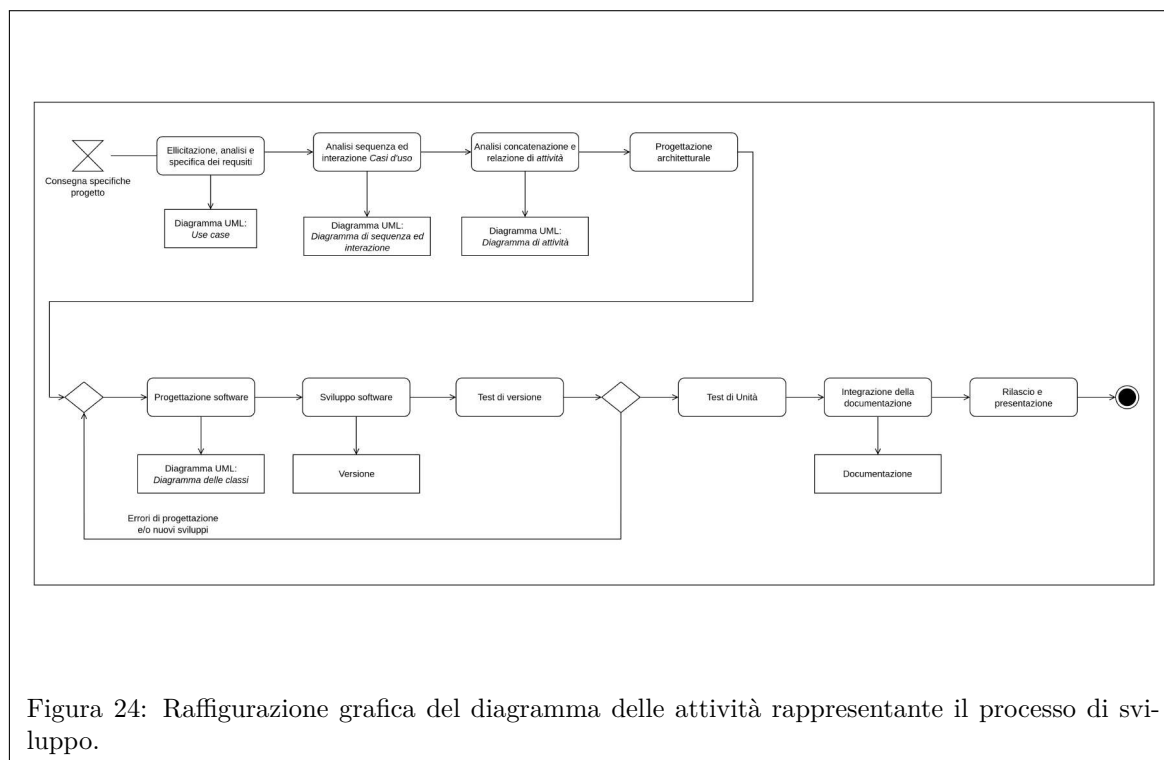 Consegna specifiche
progetto
Ellicitazione, analisi e
specifica dei requsiti
Analisi sequenza ed
interazione Casi d'uso
Analisi concatenazione e
relazione di attività
Progettazione
architetturale
Diagramma UML:
Use case
Diagramma UML:
Diagramma di sequenza ed
interazione
Diagramma UML:
Diagramma di attività
Progettazione software
Sviluppo software
Test di versione
Test di Unità
Integrazione della
documentazione
Rilascio e
presentazione
Diagramma UML:
Diagramma delle classi
Versione
Documentazione
Errori di progettazione
e/o nuovi sviluppi
Figura 24: Raffigurazione grafica del diagramma delle attività rappresentante il processo di svi-
luppo.